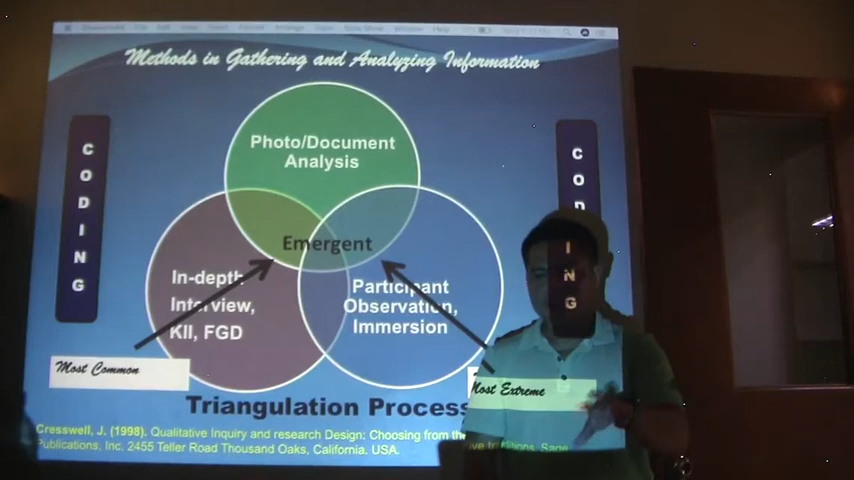 Methods in Gathering and Analyzing Information
CODING
Photo/Document
Analysis
CODING
Emergent
In-depth
Interview,
KII, FGD
Participant
Observation,
Immersion
Most Common
Most Extreme
Triangulation Process
Cresswell, J. (1998). Qualitative Inquiry and research Design: Choosing from the
Publications, Inc. 2455 Teller Road Thousand Oaks, California. USA.